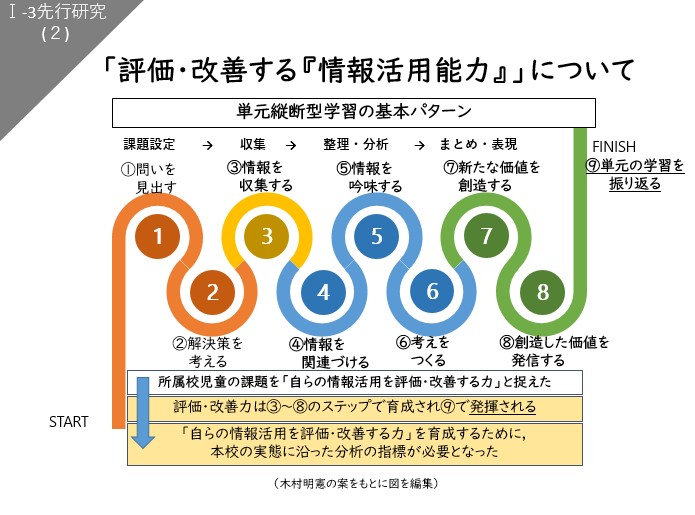 Ⅰ-3先行研究
(２)
「評価・改善する『情報活用能力』」について
単元縦断型学習の基本パターン
課題設定 → 収集 → 整理・分析 → まとめ・表現
①問いを
見出す
③情報を
収集する
⑤情報を
吟味する
⑦新たな価値を
創造する
FINISH
⑨単元の学習を
振り返る
1
3
5
7
2
4
6
8
②解決策を
考える
④情報を
関連づける
⑥考えを
つくる
⑧創造した価値を
発信する
START
所属校児童の課題を「自らの情報活用を評価・改善する力」と捉えた
評価・改善力は③～⑧のステップで育成され⑨で発揮される
「自らの情報活用を評価・改善する力」を育成するために，
本校の実態に沿った分析の指標が必要となった
（木村明憲の案をもとに図を編集）